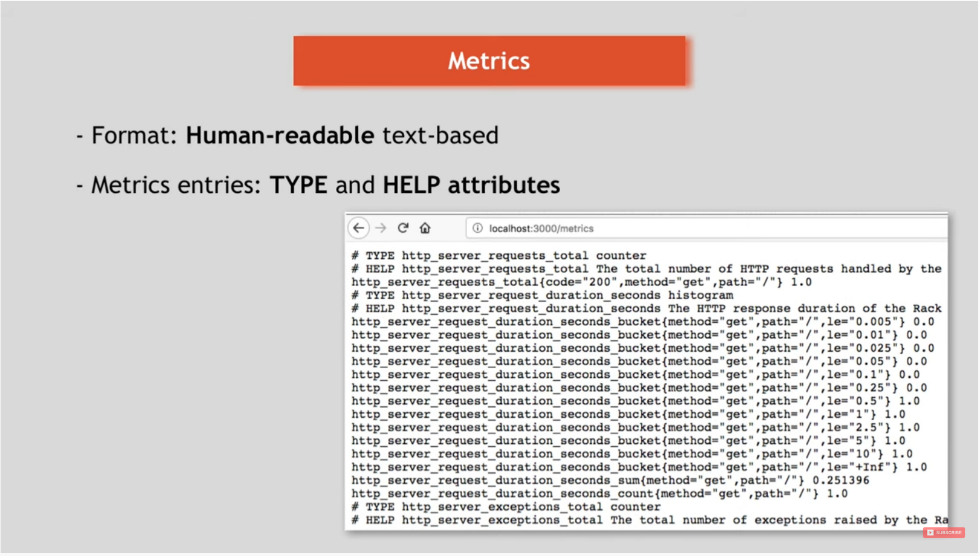 Metrics
- Format: Human-readable text-based
- Metrics entries: TYPE and HELP attributes
localhost:3000/metrics
# TYPE http_server_requests_total counter
# HELP http_server_requests_total The total number of HTTP requests handled by the
http_server_requests_total{code="200",method="get",path="/"} 1.0
# TYPE http_server_request_duration_seconds histogram
# HELP http_server_request_duration_seconds The HTTP response duration of the Rack
http_server_request_duration_seconds_bucket{method="get",path="/",le="0.005"} 0.0
http_server_request_duration_seconds_bucket{method="get",path="/",le="0.01"} 0.0
http_server_request_duration_seconds_bucket{method="get",path="/",le="0.025"} 0.0
http_server_request_duration_seconds_bucket{method="get",path="/",le="0.05"} 0.0
http_server_request_duration_seconds_bucket{method="get",path="/",le="0.1"} 0.0
http_server_request_duration_seconds_bucket{method="get",path="/",le="0.25"} 0.0
http_server_request_duration_seconds_bucket{method="get",path="/",le="0.5"} 1.0
http_server_request_duration_seconds_bucket{method="get",path="/",le="1"} 1.0
http_server_request_duration_seconds_bucket{method="get",path="/",le="2.5"} 1.0
http_server_request_duration_seconds_bucket{method="get",path="/",le="5"} 1.0
http_server_request_duration_seconds_bucket{method="get",path="/",le="10"} 1.0
http_server_request_duration_seconds_bucket{method="get",path="/",le="+Inf"} 1.0
http_server_request_duration_seconds_sum{method="get",path="/"} 0.251396
http_server_request_duration_seconds_count{method="get",path="/"} 1.0
# TYPE http_server_exceptions_total counter
# HELP http_server_exceptions_total The total number of exceptions raised by the Ra
SUBSCRIBE